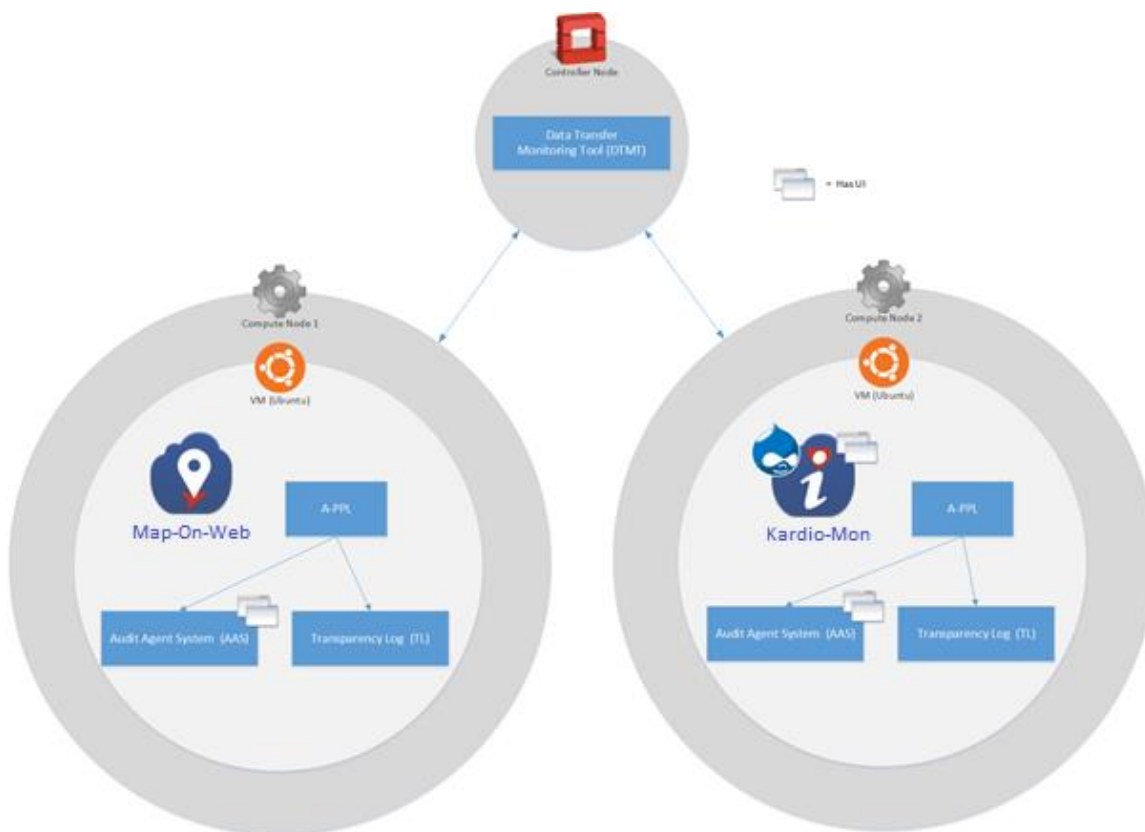 Controller Node
Data Transfer
Monitoring Tool (DTMT)
= Has UI
Compute Node 1
VM (Ubuntu)
Map-On-Web
A-PPL
Audit Agent System (AAS)
Transparency Log (TL)
Compute Node 2
VM (Ubuntu)
Kardio-Mon
A-PPL
Audit Agent System (AAS)
Transparency Log (TL)